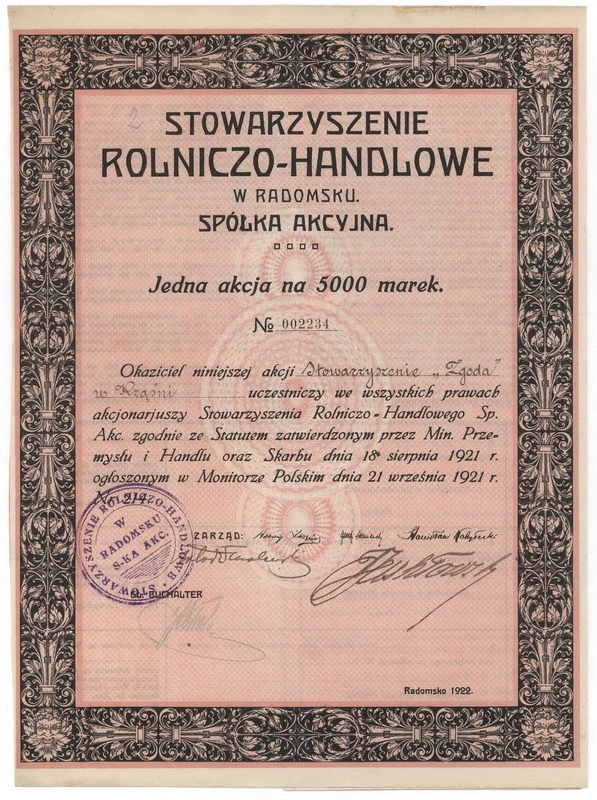 2
STOWARZYSZENIE
ROLNICZO-HANDLOWE
W RADOMSKU.
SPÓŁKA AKCYJNA.
Jedna akcja na 5000 marek.
№ 002234
Okaziciel niniejszej akcji Stowarzyszenie „Zgoda"
w uczestniczy we wszystkich prawach
akcjonarjuszy Stowarzyszenia Rolniczo-Handlowego Sp.
Akc. zgodnie ze Statutem zatwierdzonym przez Min. Prze-
mysłu i Handlu oraz Skarbu dnia 18 sierpnia 1921 r.
ogłoszonym w Monitorze Polskim dnia 21 września 1921 r.
STOWARZYSZENIE ROLNICZO-HANDLOWE
W
RADOMSKU
S-KA AKC.
ZARZĄD:
GŁ. BUCHALTER
Radomsko 1922.